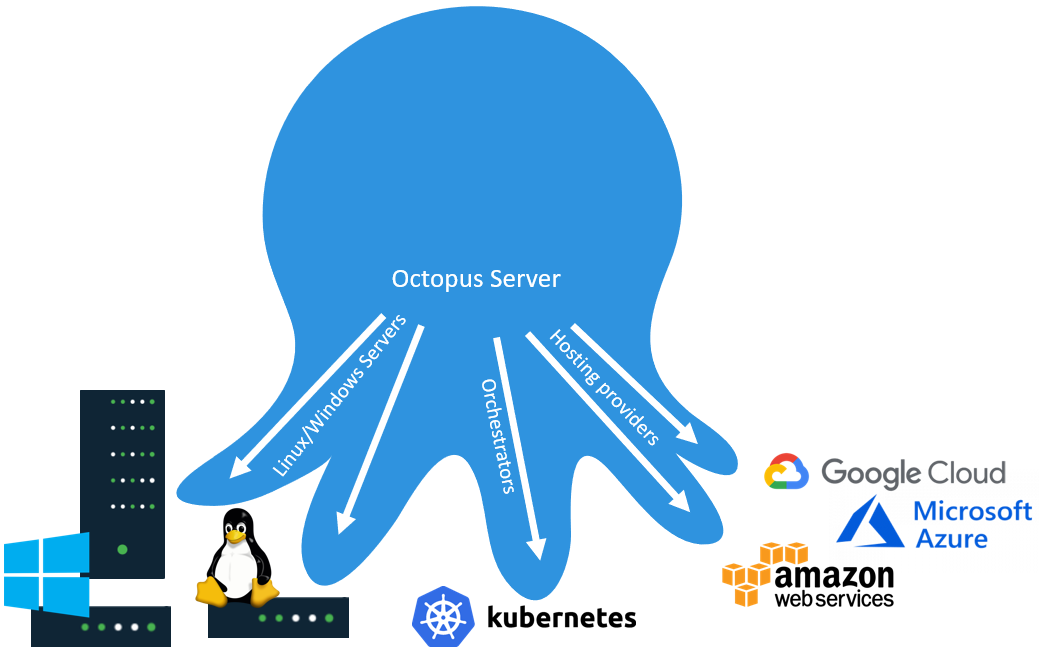 Octopus Server
Linux/Windows Servers
Orchestrators
Hosting providers
Google Cloud
Microsoft
Azure
amazon
web services
kubernetes